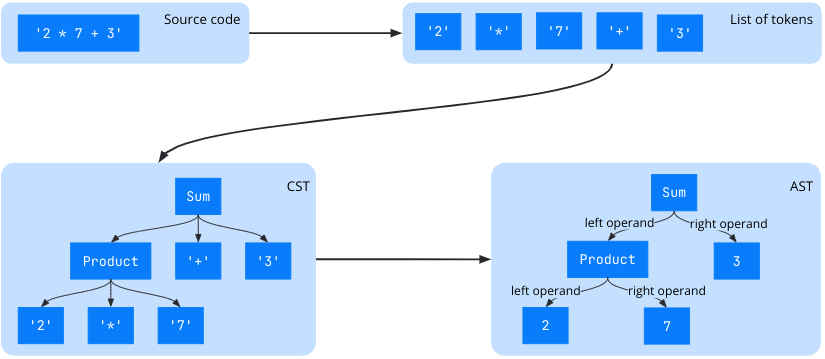 Source code
'2 * 7 + 3'
List of tokens
'2' '*' '7' '+' '3'
CST
Sum
Product '+' '3'
'2' '*' '7'
AST
Sum
left operand right operand
Product 3
left operand right operand
2 7